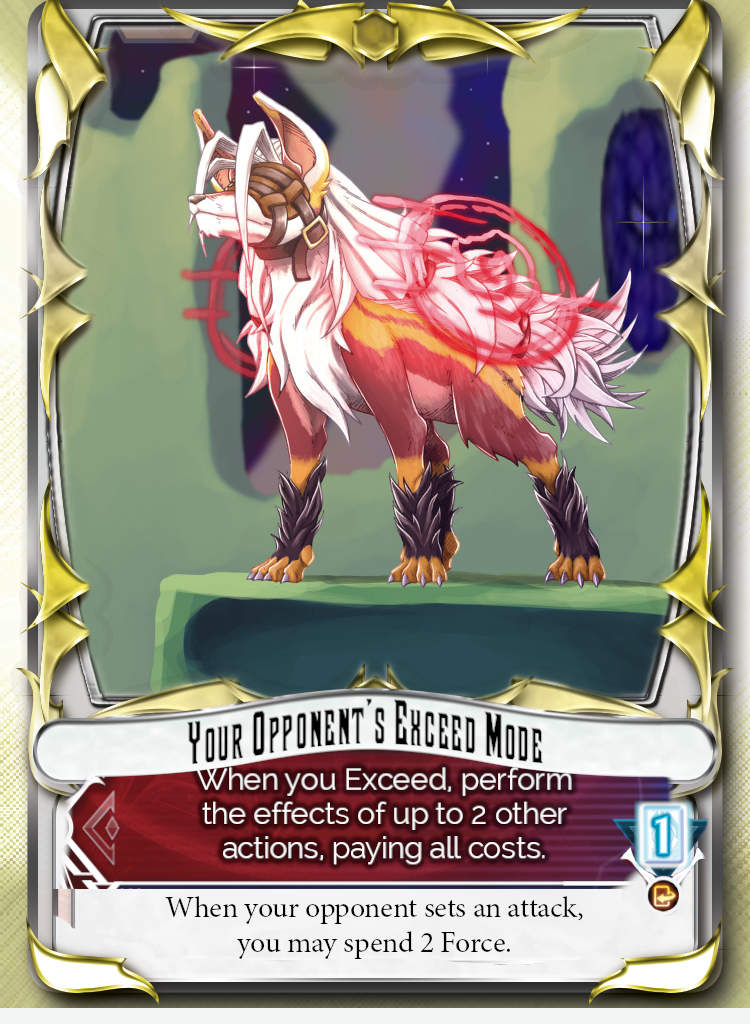 Your Opponent's Exceed Mode
When you Exceed, perform
the effects of up to 2 other
actions, paying all costs.
1
When your opponent sets an attack,
you may spend 2 Force.